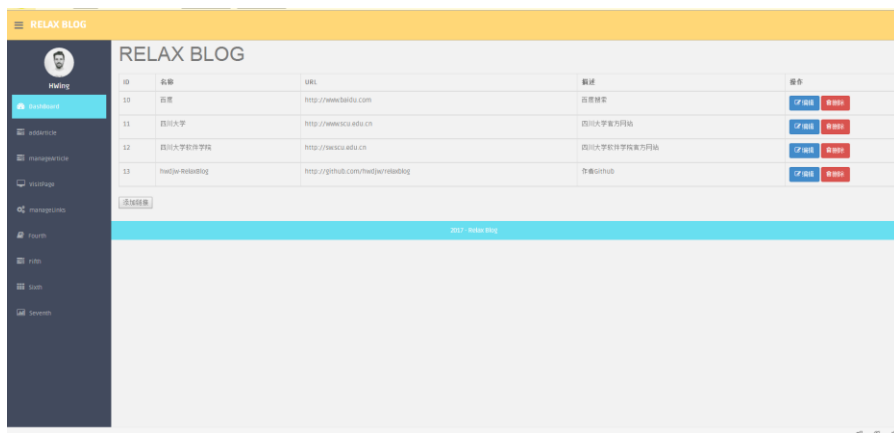 RELAX BLOG
HWing
dashboard
addArticle
manageArticle
visitPage
manageLinks
Fourth
Fifth
Sixth
Seventh
RELAX BLOG
ID 名称 URL 描述 操作
10 百度 http://www.baidu.com 百度搜索 编辑 删除
11 四川大学 http://www.scu.edu.cn 四川大学官方网站 编辑 删除
12 四川大学软件学院 http://sw.scu.edu.cn 四川大学软件学院官方网站 编辑 删除
13 hwdjw-RelaxBlog http://github.com/hwdjw/relaxblog 作者Github 编辑 删除
添加链接
2017 - Relax Blog